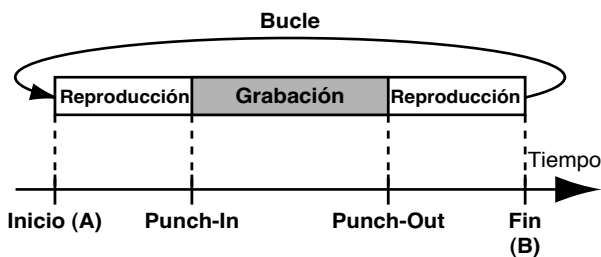 Bucle
Reproducción Grabación Reproducción
Tiempo
Inicio (A) Punch-In Punch-Out Fin
(B)